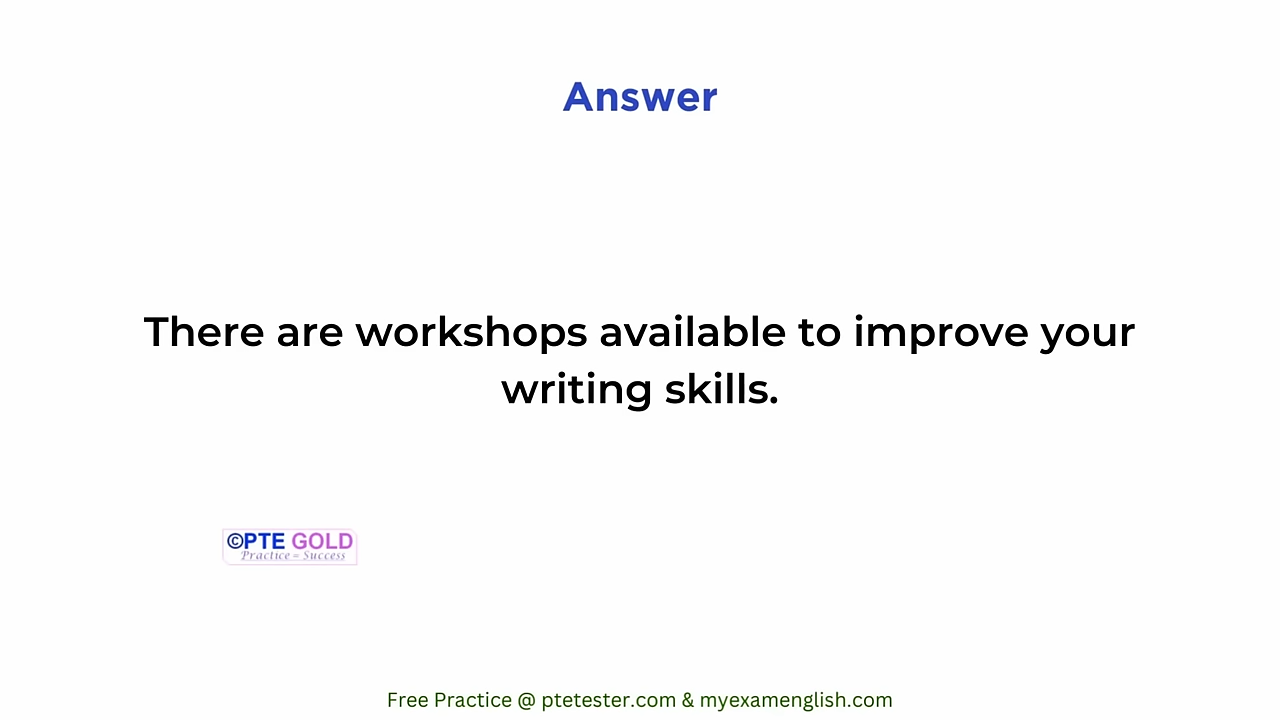 Answer
There are workshops available to improve your
writing skills.
©PTE GOLD
Practice = Success
Free Practice @ ptetester.com & myexamenglish.com